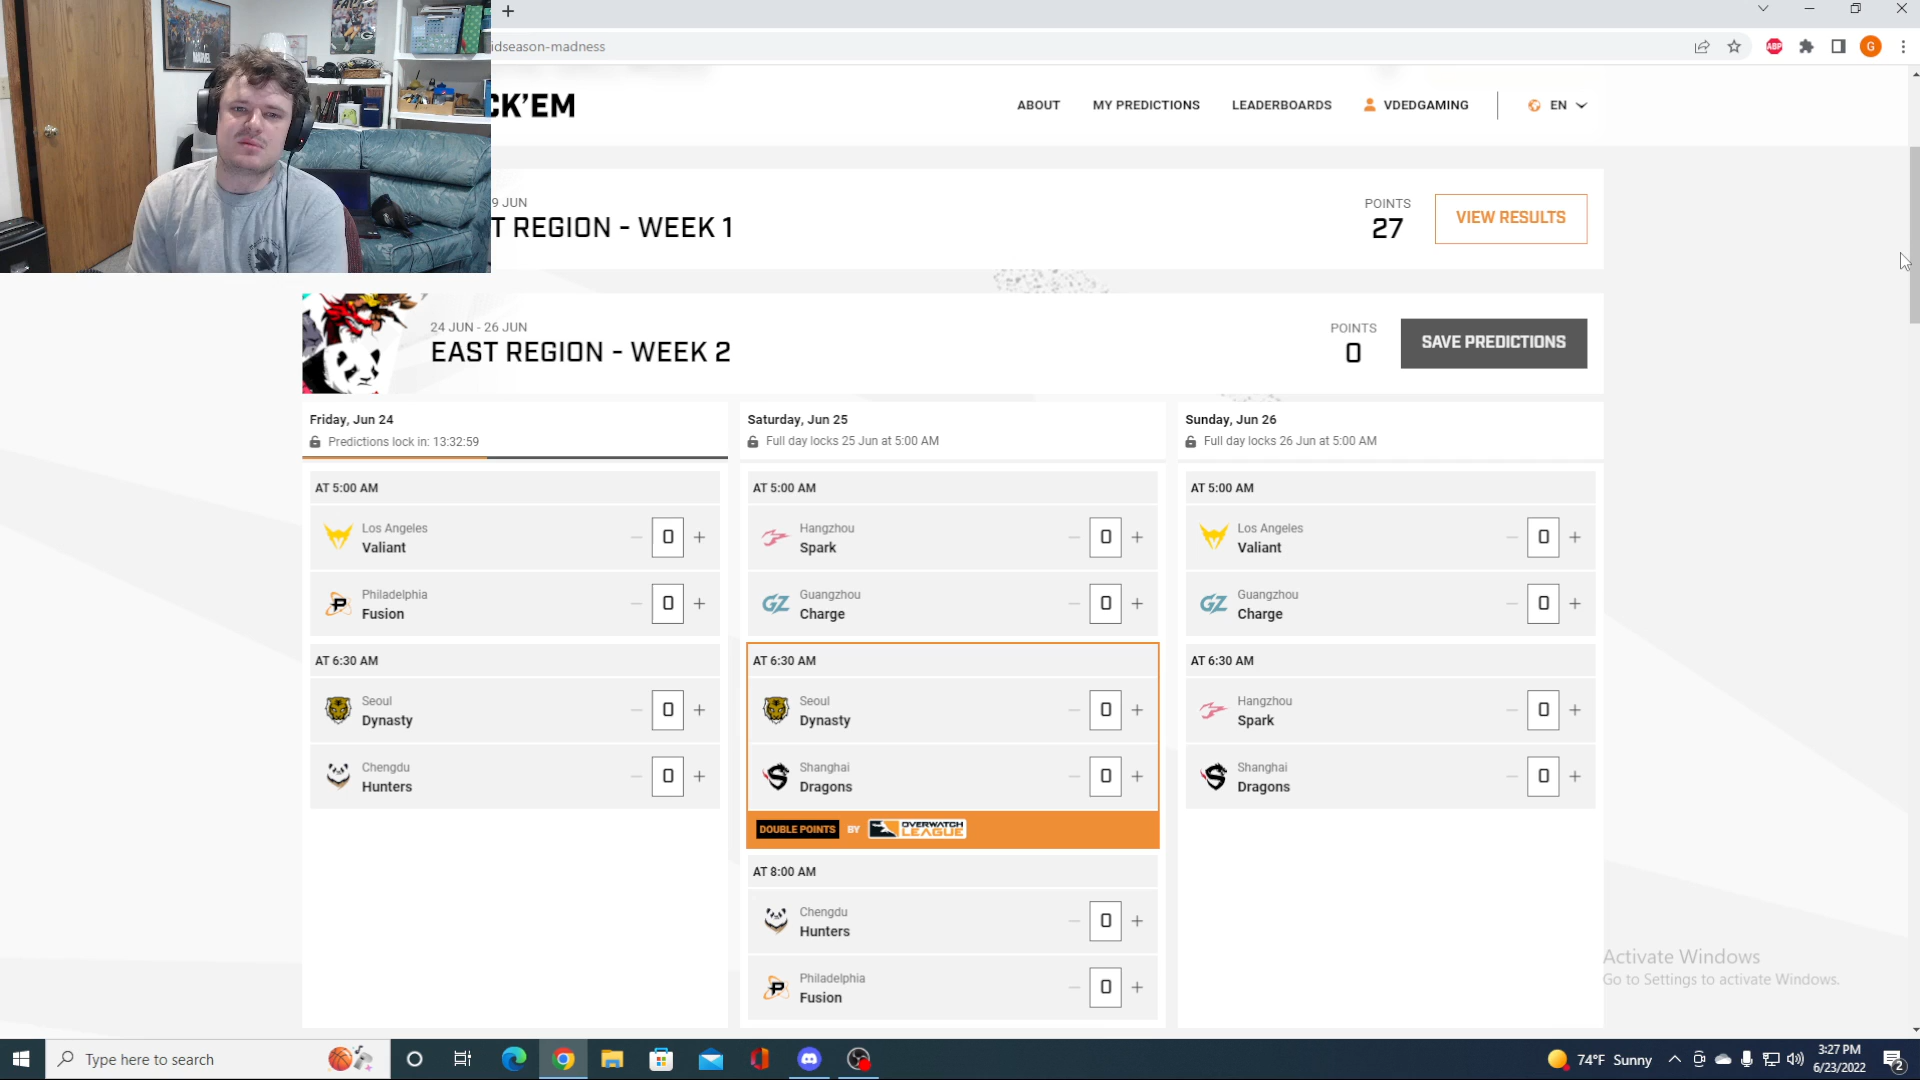 idseason-madness
ABP
G
CK'EM
ABOUT
MY PREDICTIONS
LEADERBOARDS
VDEDGAMING
EN
MARVEL
9 JUN
T REGION - WEEK 1
POINTS
27
VIEW RESULTS
24 JUN - 26 JUN
EAST REGION - WEEK 2
POINTS
0
SAVE PREDICTIONS
Friday, Jun 24
Predictions lock in: 13:32:59
AT 5:00 AM
Los Angeles
Valiant
0
Philadelphia
Fusion
0
AT 6:30 AM
Seoul
Dynasty
0
Chengdu
Hunters
0
Saturday, Jun 25
Full day locks 25 Jun at 5:00 AM
AT 5:00 AM
Hangzhou
Spark
0
GZ
Guangzhou
Charge
0
AT 6:30 AM
Seoul
Dynasty
0
Shanghai
Dragons
0
DOUBLE POINTS BY OVERWATCH
LEAGUE
AT 8:00 AM
Chengdu
Hunters
0
Philadelphia
Fusion
0
Sunday, Jun 26
Full day locks 26 Jun at 5:00 AM
AT 5:00 AM
Los Angeles
Valiant
0
GZ
Guangzhou
Charge
0
AT 6:30 AM
Hangzhou
Spark
0
Shanghai
Dragons
0
Activate Windows
Go to Settings to activate Windows.
Type here to search
74°F Sunny
3:27 PM
6/23/2022
2